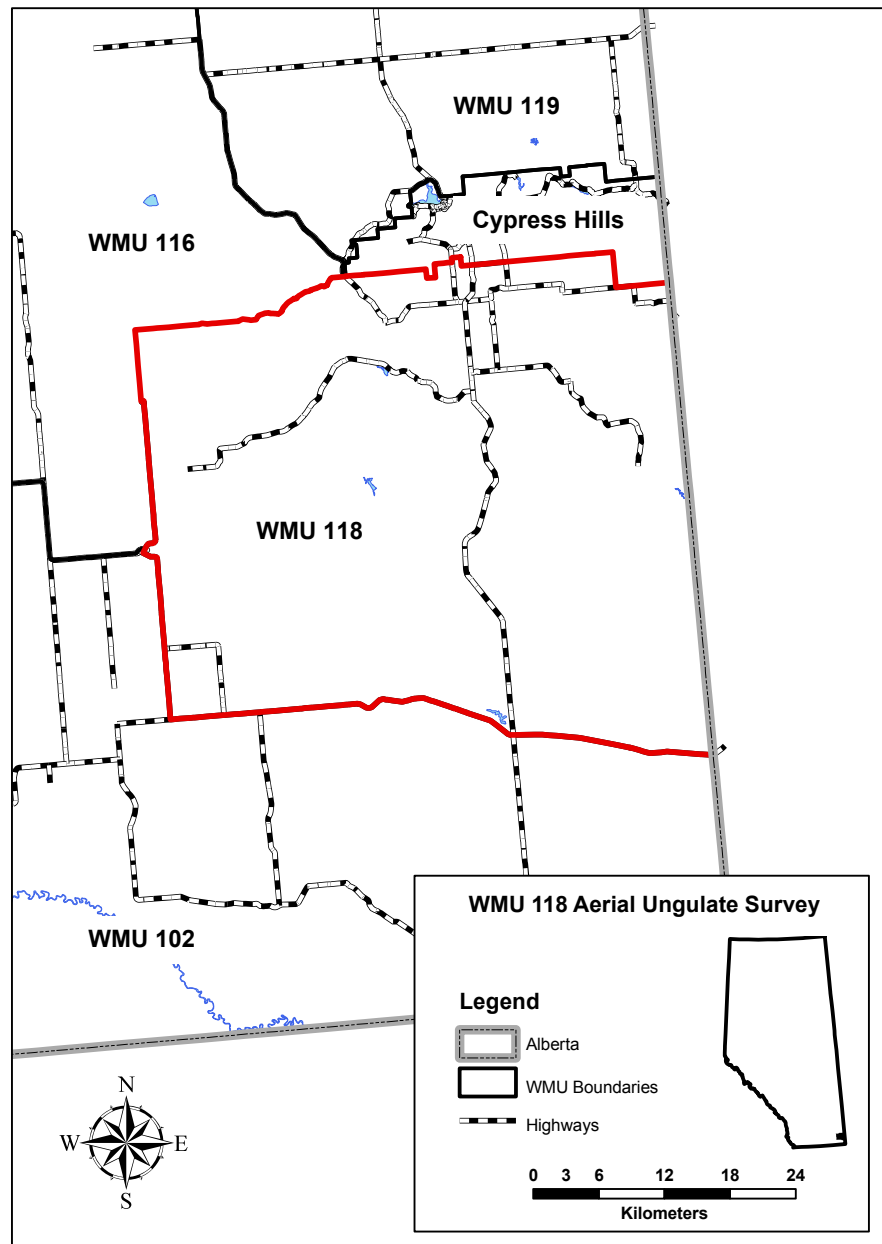 WMU 119
Cypress Hills
WMU 116
WMU 118
WMU 102
N
W E
S
WMU 118 Aerial Ungulate Survey
Legend
Alberta
WMU Boundaries
Highways
0 3 6 12 18 24
Kilometers